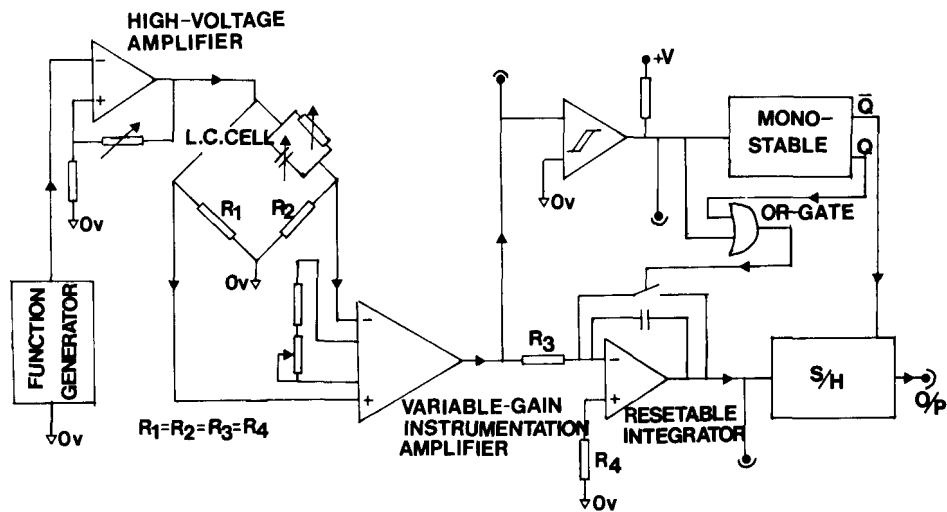 HIGH-VOLTAGE
AMPLIFIER
−
+
L.C.CELL
0v
R1
R2
0v
FUNCTION
GENERATOR
0v
R1=R2=R3=R4
−
+
VARIABLE-GAIN
INSTRUMENTATION
AMPLIFIER
+V
0v
MONO-
STABLE
Q̄
Q
OR-GATE
R3
−
+
RESETABLE
INTEGRATOR
R4
0v
S/H
O/P